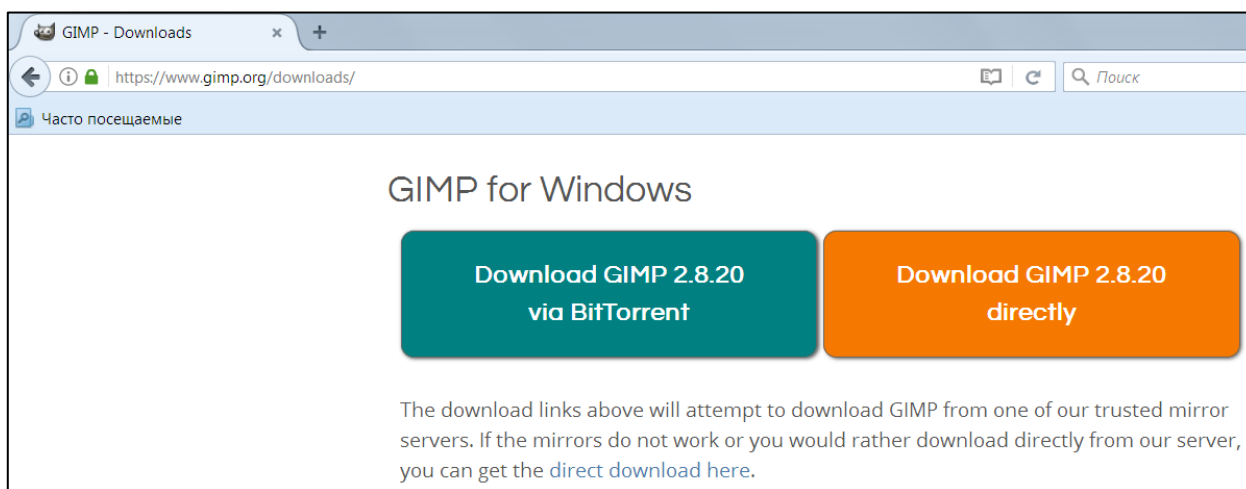 GIMP - Downloads
https://www.gimp.org/downloads/
Поиск
Часто посещаемые
GIMP for Windows
Download GIMP 2.8.20
via BitTorrent
Download GIMP 2.8.20
directly
The download links above will attempt to download GIMP from one of our trusted mirror
servers. If the mirrors do not work or you would rather download directly from our server,
you can get the direct download here.